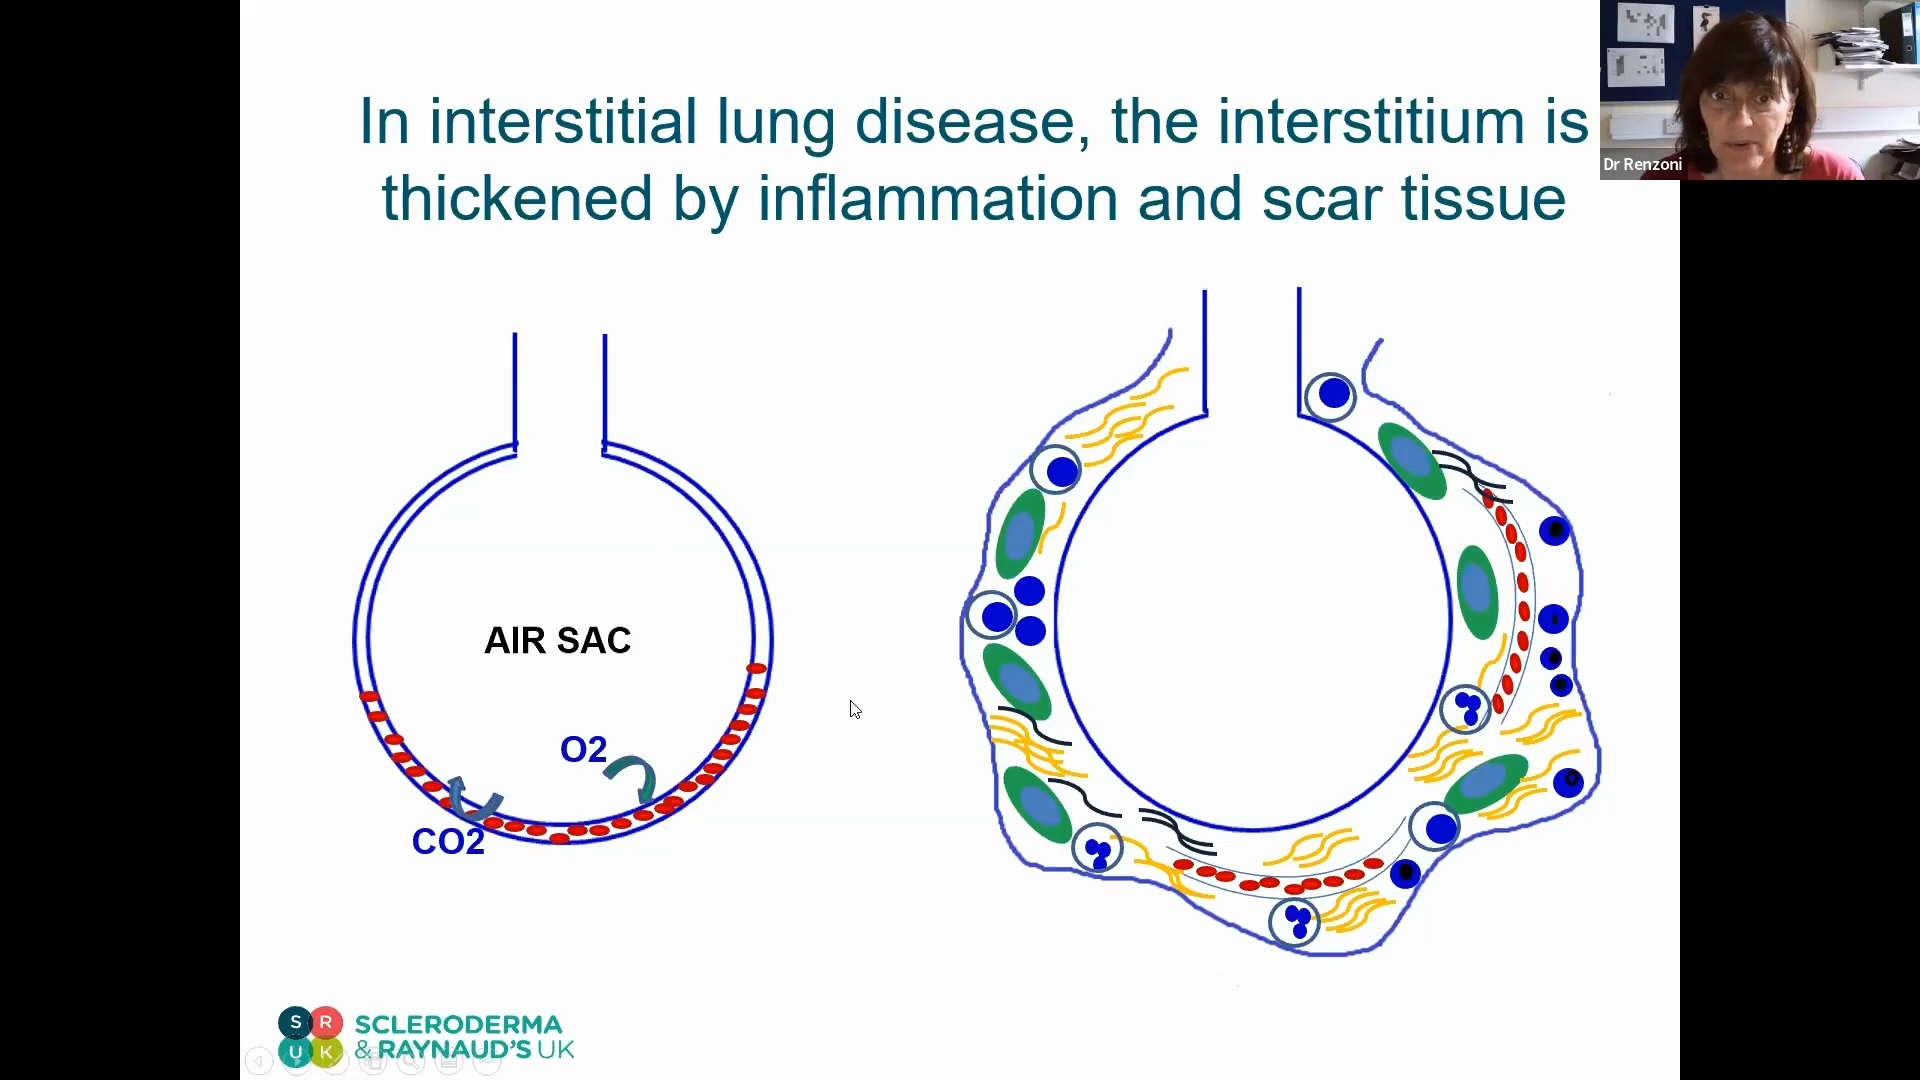 In interstitial lung disease, the interstitium is
thickened by inflammation and scar tissue
Dr Renzoni
AIR SAC
O2
CO2
S R
U K
SCLERODERMA
& RAYNAUD'S UK